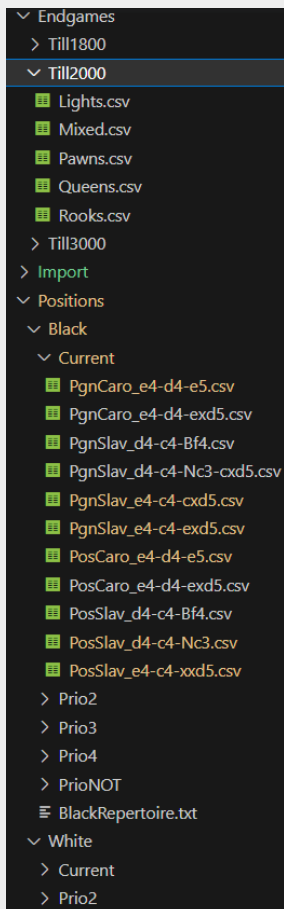 Endgames
Till1800
Till2000
Lights.csv
Mixed.csv
Pawns.csv
Queens.csv
Rooks.csv
Till3000
Import
Positions
Black
Current
PgnCaro_e4-d4-e5.csv
PgnCaro_e4-d4-exd5.csv
PgnSlav_d4-c4-Bf4.csv
PgnSlav_d4-c4-Nc3-cxd5.csv
PgnSlav_e4-c4-cxd5.csv
PgnSlav_e4-c4-exd5.csv
PosCaro_e4-d4-e5.csv
PosCaro_e4-d4-exd5.csv
PosSlav_d4-c4-Bf4.csv
PosSlav_d4-c4-Nc3.csv
PosSlav_e4-c4-xxd5.csv
Prio2
Prio3
Prio4
PrioNOT
BlackRepertoire.txt
White
Current
Prio2